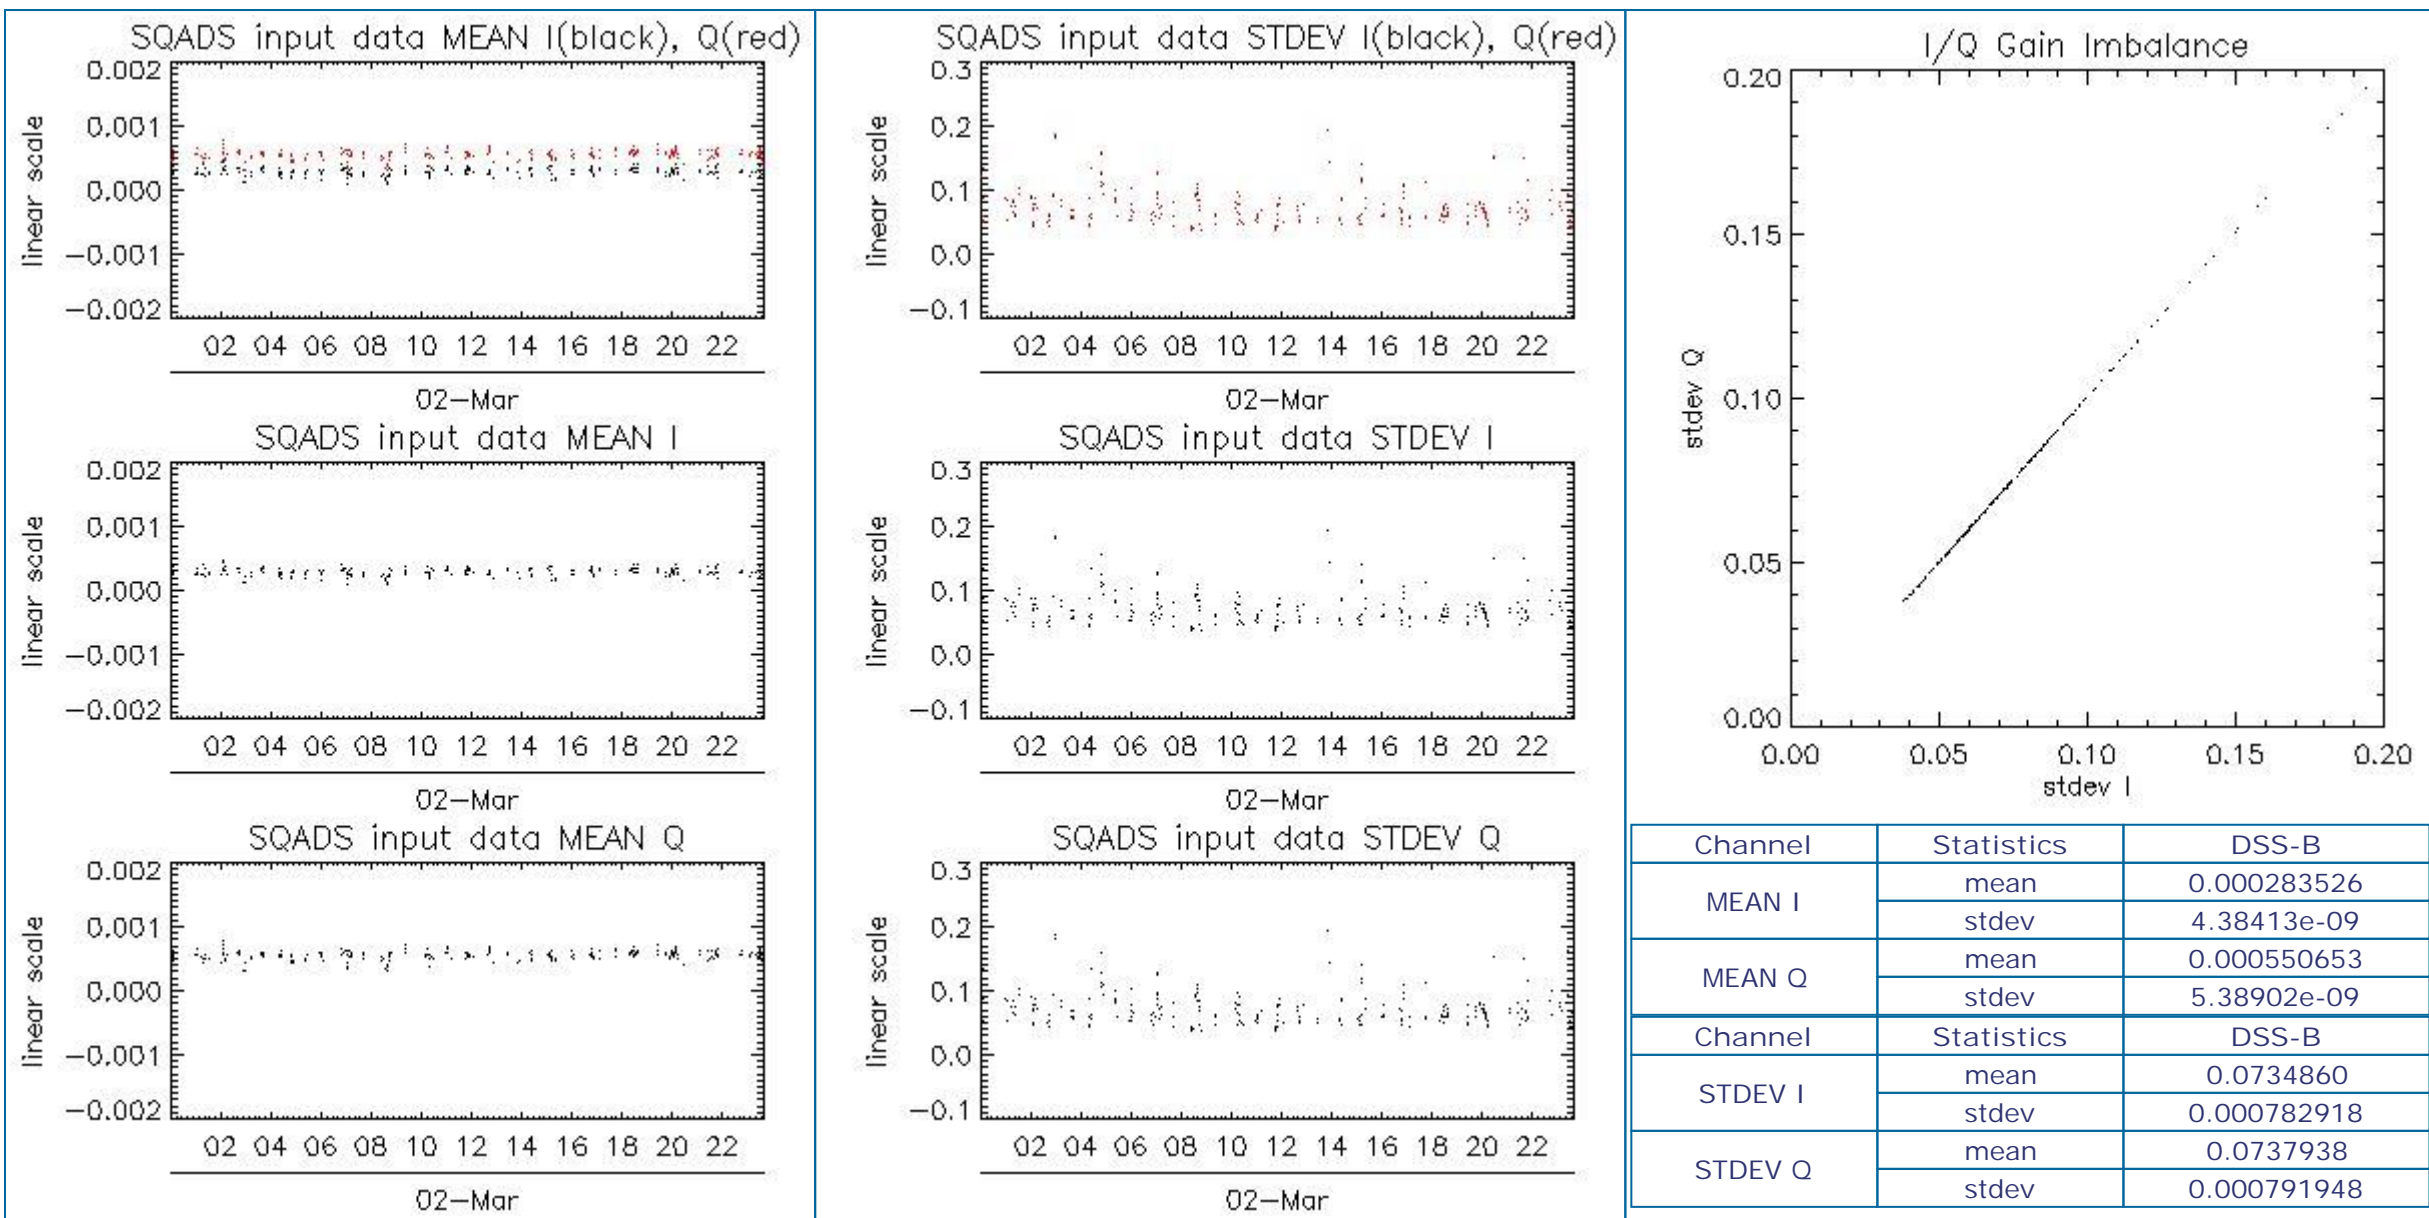 SQADS input data MEAN I(black), Q(red)
0.002
0.001
0.000
−0.001
−0.002
linear scale
02 04 06 08 10 12 14 16 18 20 22
02−Mar
SQADS input data MEAN I
0.002
0.001
0.000
−0.001
−0.002
linear scale
02 04 06 08 10 12 14 16 18 20 22
02−Mar
SQADS input data MEAN Q
0.002
0.001
0.000
−0.001
−0.002
linear scale
02 04 06 08 10 12 14 16 18 20 22
02−Mar
SQADS input data STDEV I(black), Q(red)
0.3
0.2
0.1
0.0
−0.1
linear scale
02 04 06 08 10 12 14 16 18 20 22
02−Mar
SQADS input data STDEV I
0.3
0.2
0.1
0.0
−0.1
linear scale
02 04 06 08 10 12 14 16 18 20 22
02−Mar
SQADS input data STDEV Q
0.3
0.2
0.1
0.0
−0.1
linear scale
02 04 06 08 10 12 14 16 18 20 22
02−Mar
I/Q Gain Imbalance
0.20
0.15
0.10
0.05
0.00
stdev Q
0.00 0.05 0.10 0.15 0.20
stdev I
Channel Statistics DSS-B
MEAN I mean 0.000283526
stdev 4.38413e-09
MEAN Q mean 0.000550653
stdev 5.38902e-09
Channel Statistics DSS-B
STDEV I mean 0.0734860
stdev 0.000782918
STDEV Q mean 0.0737938
stdev 0.000791948